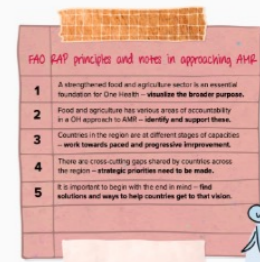 FAO RAP principles and notes in approaching AMR
1 A strengthened food and agriculture sector is an essential
foundation for One Health – visualize the broader purpose.
2 Food and agriculture has various areas of accountability
in a OH approach to AMR – identify and support these.
3 Countries in the region are at different stages of capacities
– work towards paced and progressive improvement.
4 There are cross-cutting gaps shared by countries across
the region – strategic priorities need to be made.
5 It is important to begin with the end in mind – find
solutions and ways to help countries get to that vision.